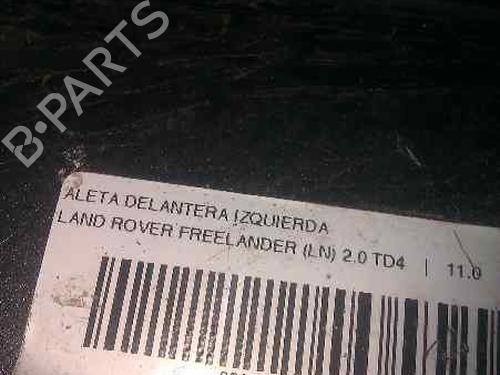 B-PARTS
ALETA DELANTERA IZQUIERDA
LAND ROVER FREELANDER (LN) 2.0 TD4 | 11.0